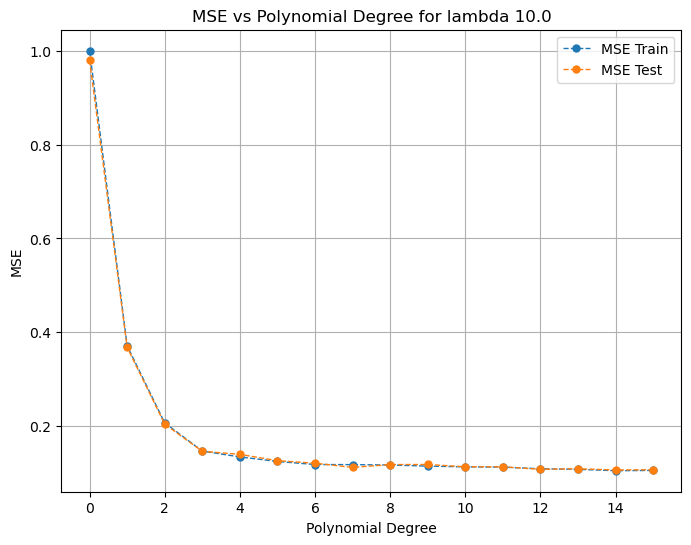 MSE vs Polynomial Degree for lambda 10.0
MSE Train
MSE Test
1.0
0.8
0.6
0.4
0.2
MSE
0 2 4 6 8 10 12 14
Polynomial Degree